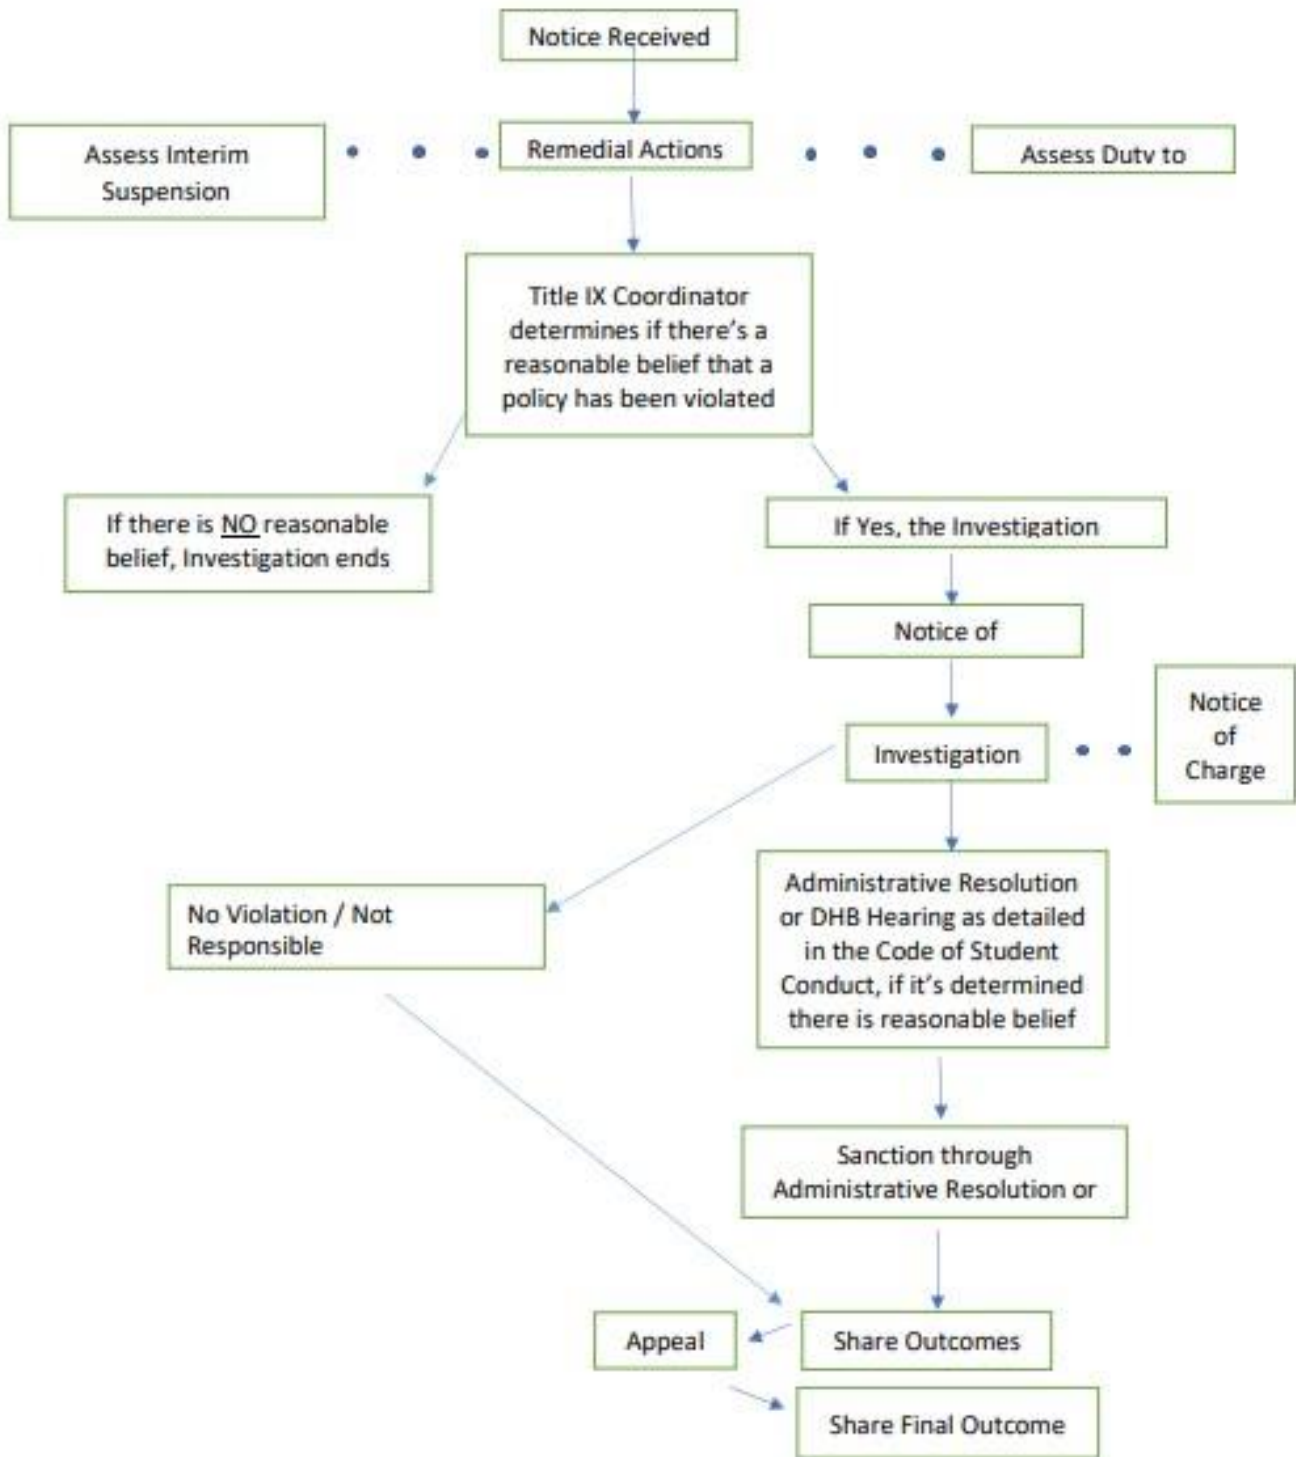 Notice Received
Assess Interim
Suspension
Remedial Actions
Assess Duty to
Title IX Coordinator
determines if there's a
reasonable belief that a
policy has been violated
If there is NO reasonable
belief, Investigation ends
If Yes, the Investigation
Notice of
Notice
of
Charge
Investigation
No Violation / Not
Responsible
Administrative Resolution
or DHB Hearing as detailed
in the Code of Student
Conduct, if it's determined
there is reasonable belief
Sanction through
Administrative Resolution or
Appeal
Share Outcomes
Share Final Outcome